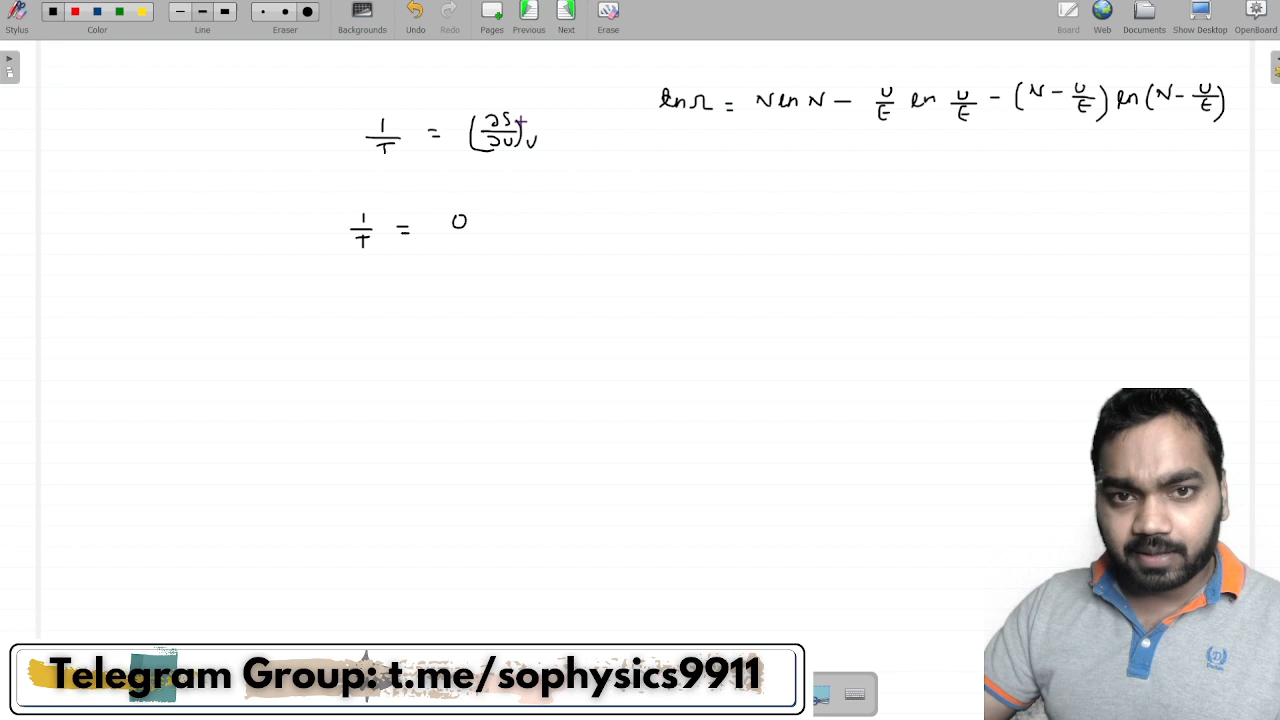 Stylus Color Line Eraser Backgrounds Undo Redo Pages Previous Next Erase Board Web Documents Show Desktop OpenBoard
ln Ω = N ln N − U/E ln U/E − (N − U/E) ln (N − U/E)
1/T = (∂S/∂U)_V
1/T = 0
Telegram Group: t.me/sophysics9911